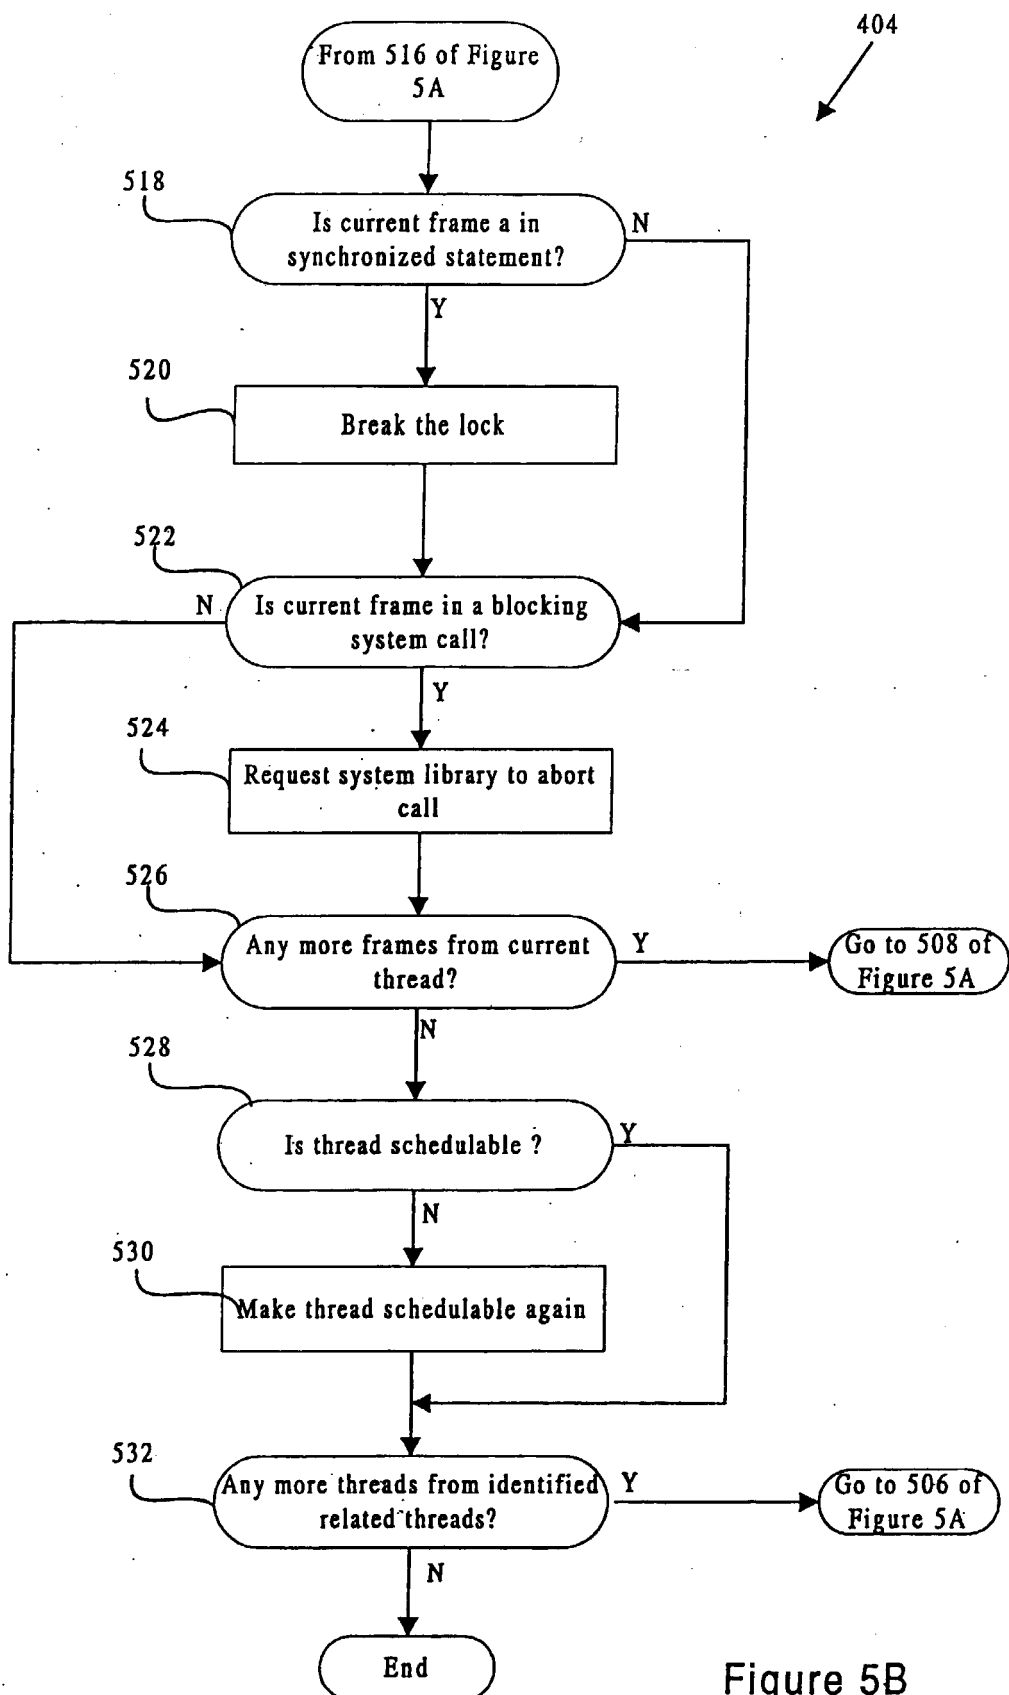 404
From 516 of Figure
5A
518
Is current frame a in
synchronized statement?
N
Y
520
Break the lock
522
N
Is current frame in a blocking
system call?
Y
524
Request system library to abort
call
526
Any more frames from current
thread?
Y
Go to 508 of
Figure 5A
N
528
Is thread schedulable ?
Y
N
530
Make thread schedulable again
532
Any more threads from identified
related threads?
Y
Go to 506 of
Figure 5A
N
End
Figure 5B